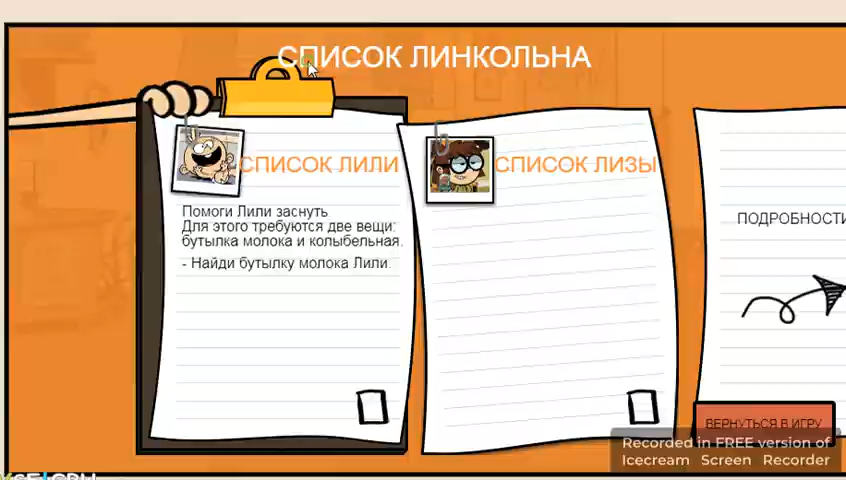 СПИСОК ЛИНКОЛЬНА
СПИСОК ЛИЛИ
Помоги Лили заснуть
Для этого требуются две вещи:
бутылка молока и колыбельная.
- Найди бутылку молока Лили.
СПИСОК ЛИЗЫ
ПОДРОБНОСТИ
ВЕРНУТЬСЯ В ИГРУ
Recorded in FREE version of
Icecream Screen Recorder